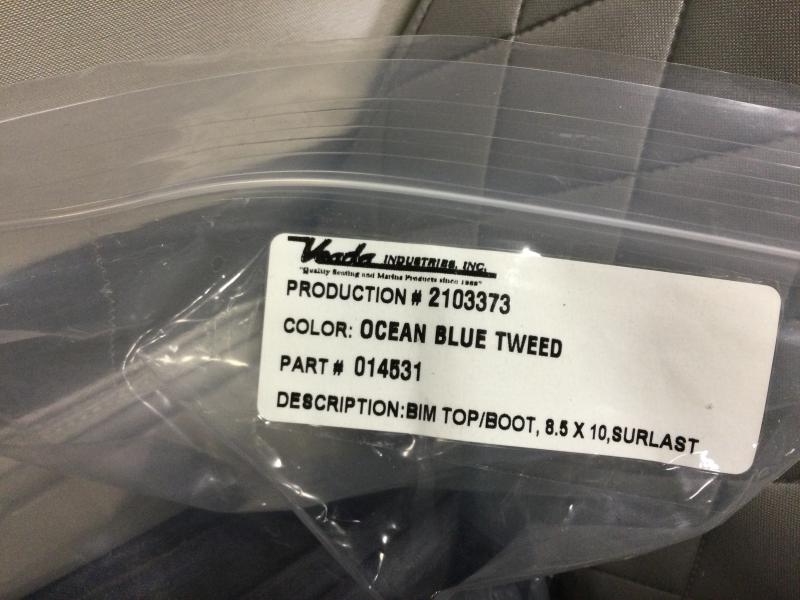 Veada INDUSTRIES, INC.
"Quality Seating and Marine Products since 1968"
PRODUCTION # 2103373
COLOR: OCEAN BLUE TWEED
PART # 014531
DESCRIPTION:BIM TOP/BOOT, 8.5 X 10,SURLAST